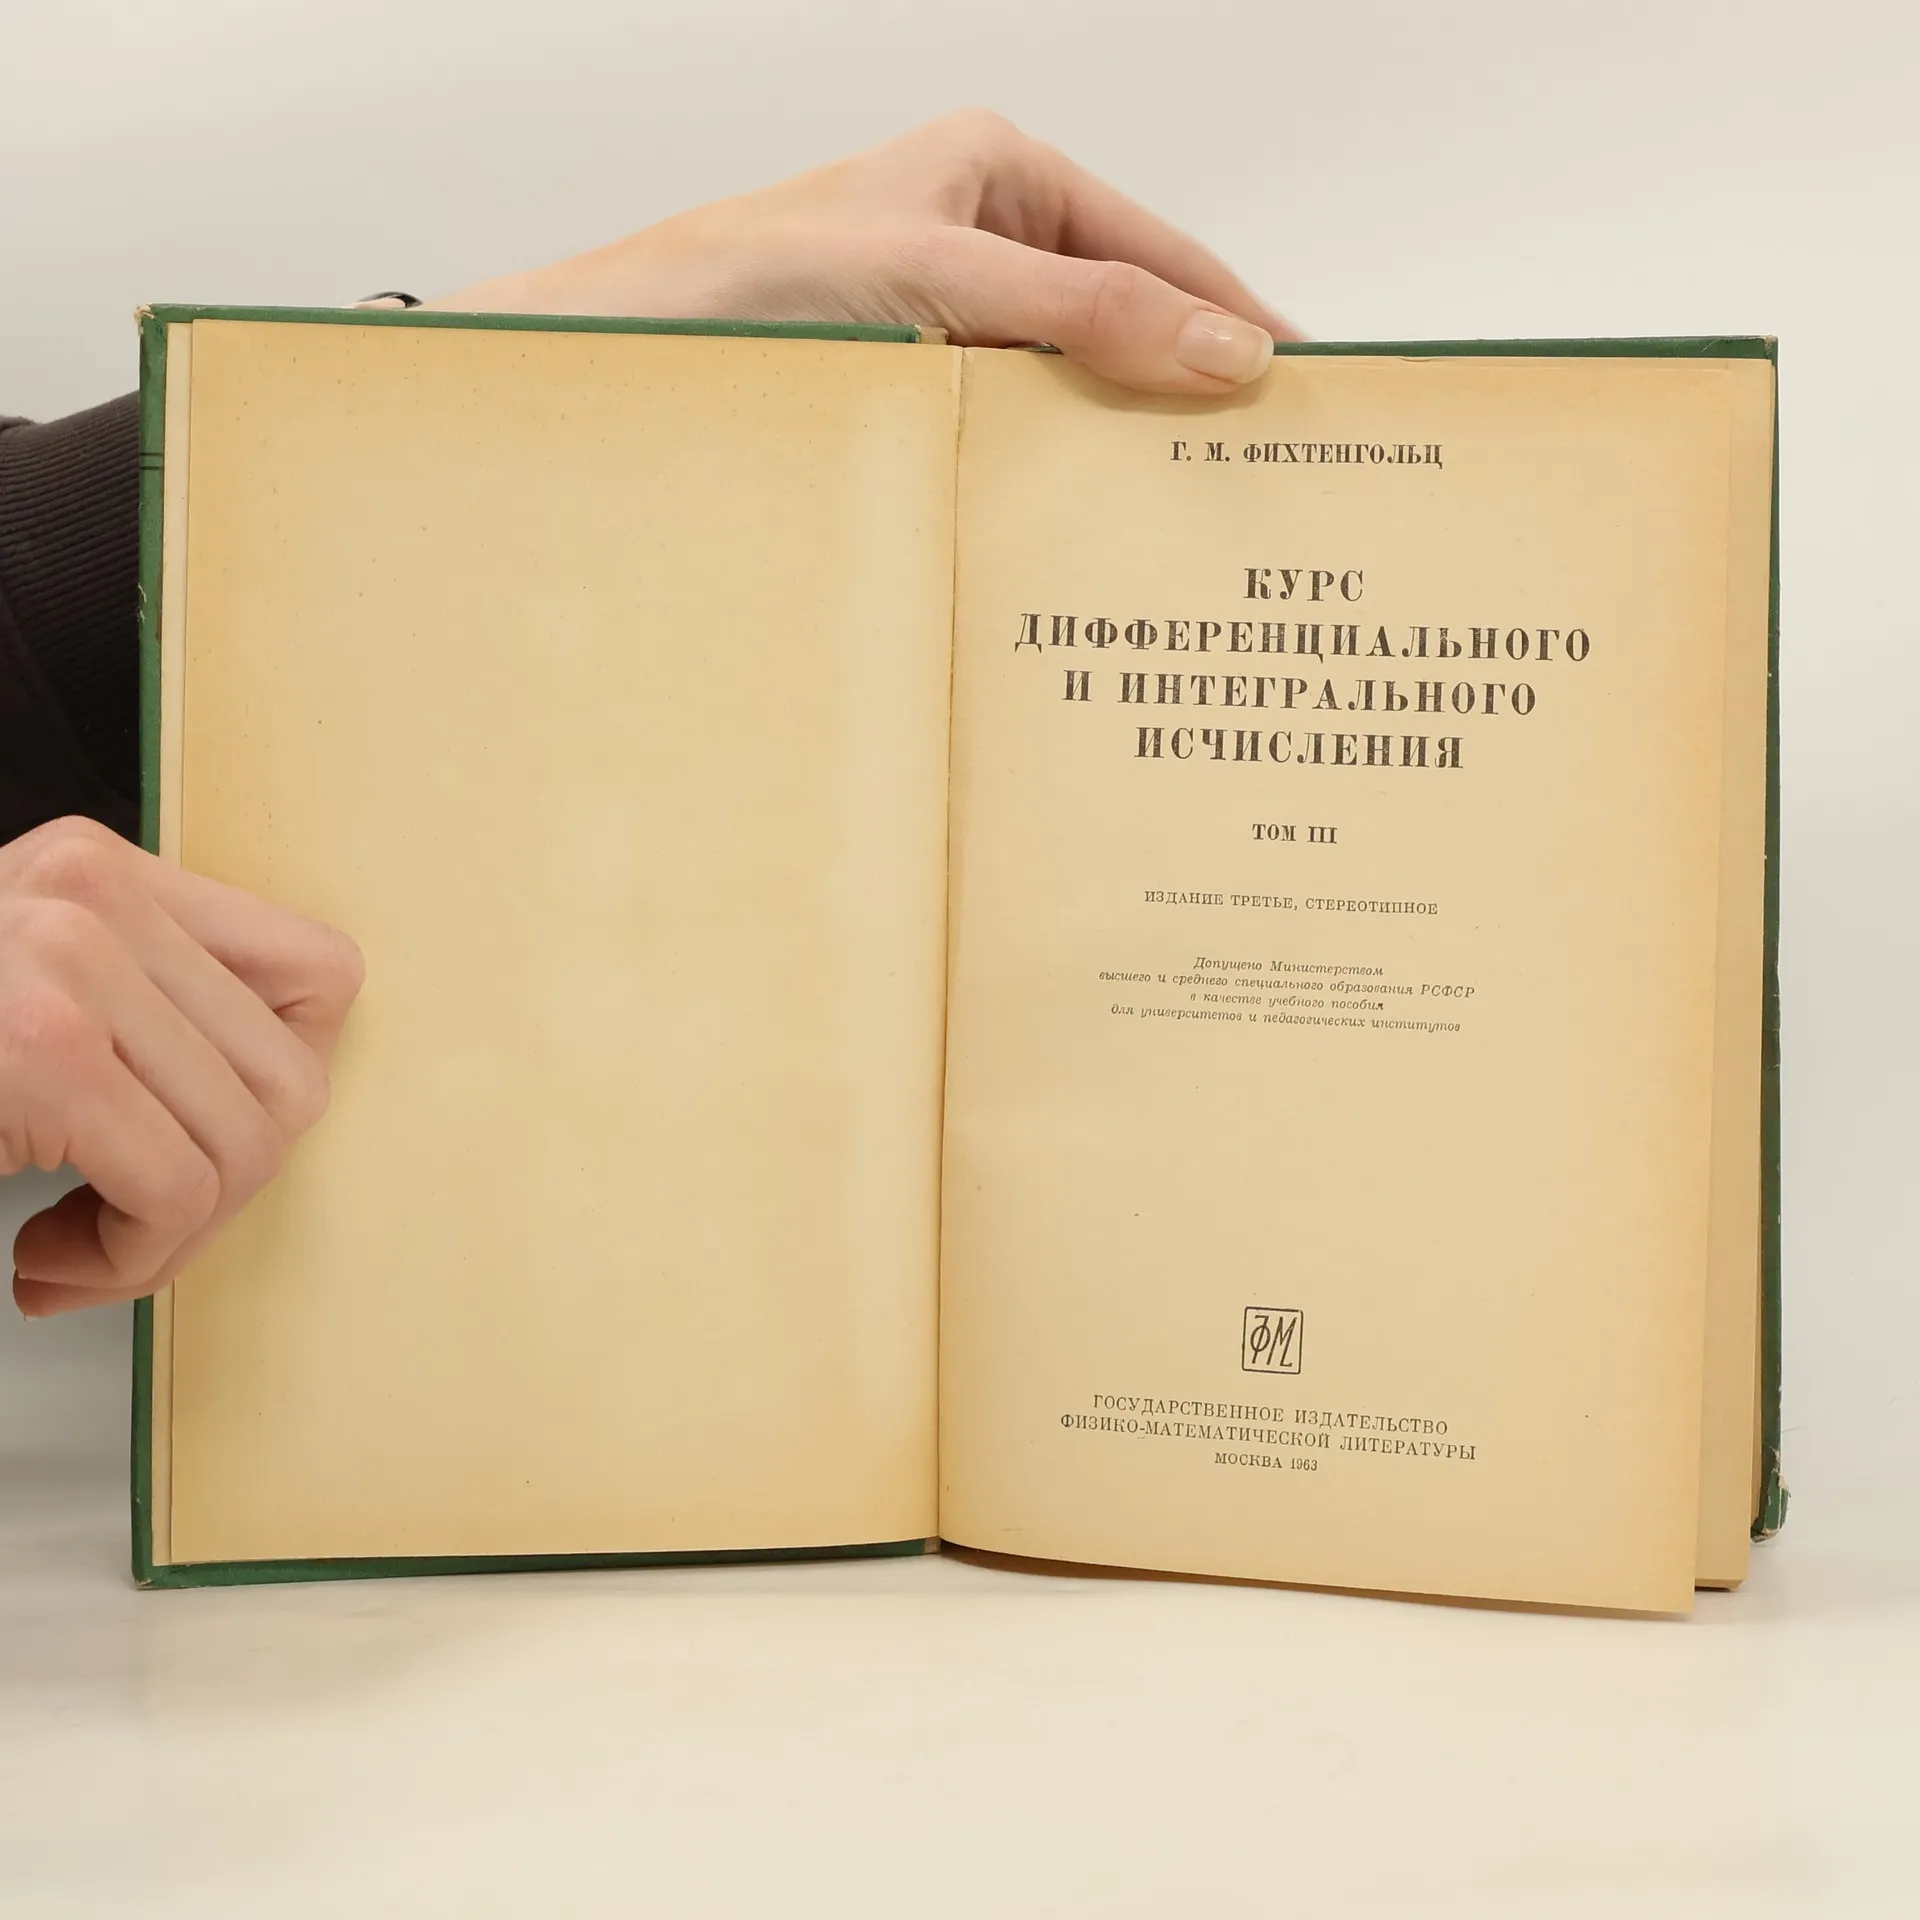 Г. М. ФИХТЕНГОЛЬЦ
КУРС
ДИФФЕРЕНЦИАЛЬНОГО
И ИНТЕГРАЛЬНОГО
ИСЧИСЛЕНИЯ
ТОМ III
ИЗДАНИЕ ТРЕТЬЕ, СТЕРЕОТИПНОЕ
Допущено Министерством
высшего и среднего специального образования РСФСР
в качестве учебного пособия
для университетов и педагогических институтов
ФМЛ
ГОСУДАРСТВЕННОЕ ИЗДАТЕЛЬСТВО
ФИЗИКО-МАТЕМАТИЧЕСКОЙ ЛИТЕРАТУРЫ
МОСКВА 1963